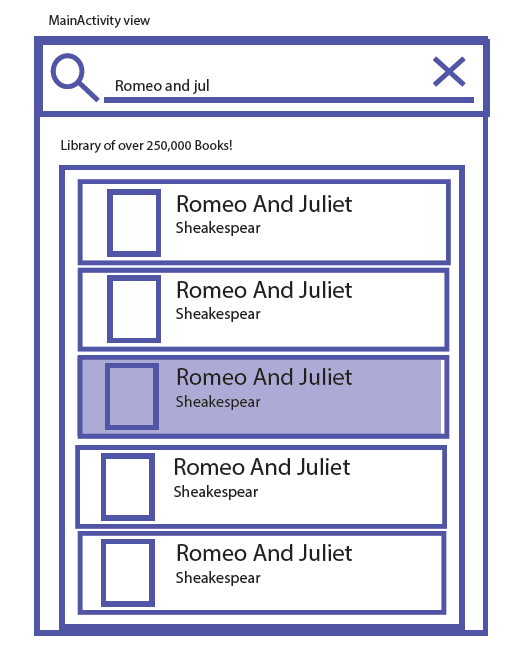 MainActivity view
Romeo and jul
Library of over 250,000 Books!
Romeo And Juliet
Sheakespear
Romeo And Juliet
Sheakespear
Romeo And Juliet
Sheakespear
Romeo And Juliet
Sheakespear
Romeo And Juliet
Sheakespear